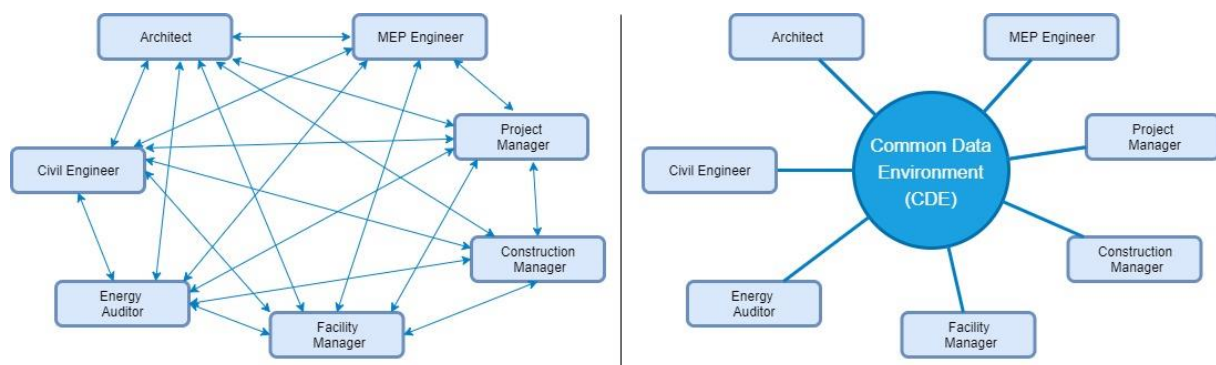 Architect
MEP Engineer
Project
Manager
Civil Engineer
Construction
Manager
Energy
Auditor
Facility
Manager
Architect
MEP Engineer
Project
Manager
Common Data
Environment
(CDE)
Civil Engineer
Construction
Manager
Energy
Auditor
Facility
Manager